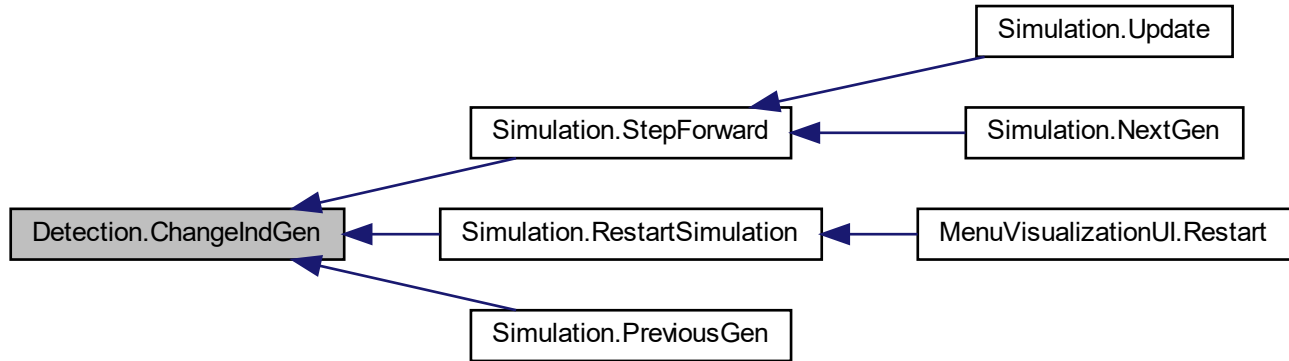 Simulation.Update
Simulation.StepForward
Simulation.NextGen
Detection.ChangeIndGen
Simulation.RestartSimulation
MenuVisualizationUI.Restart
Simulation.PreviousGen